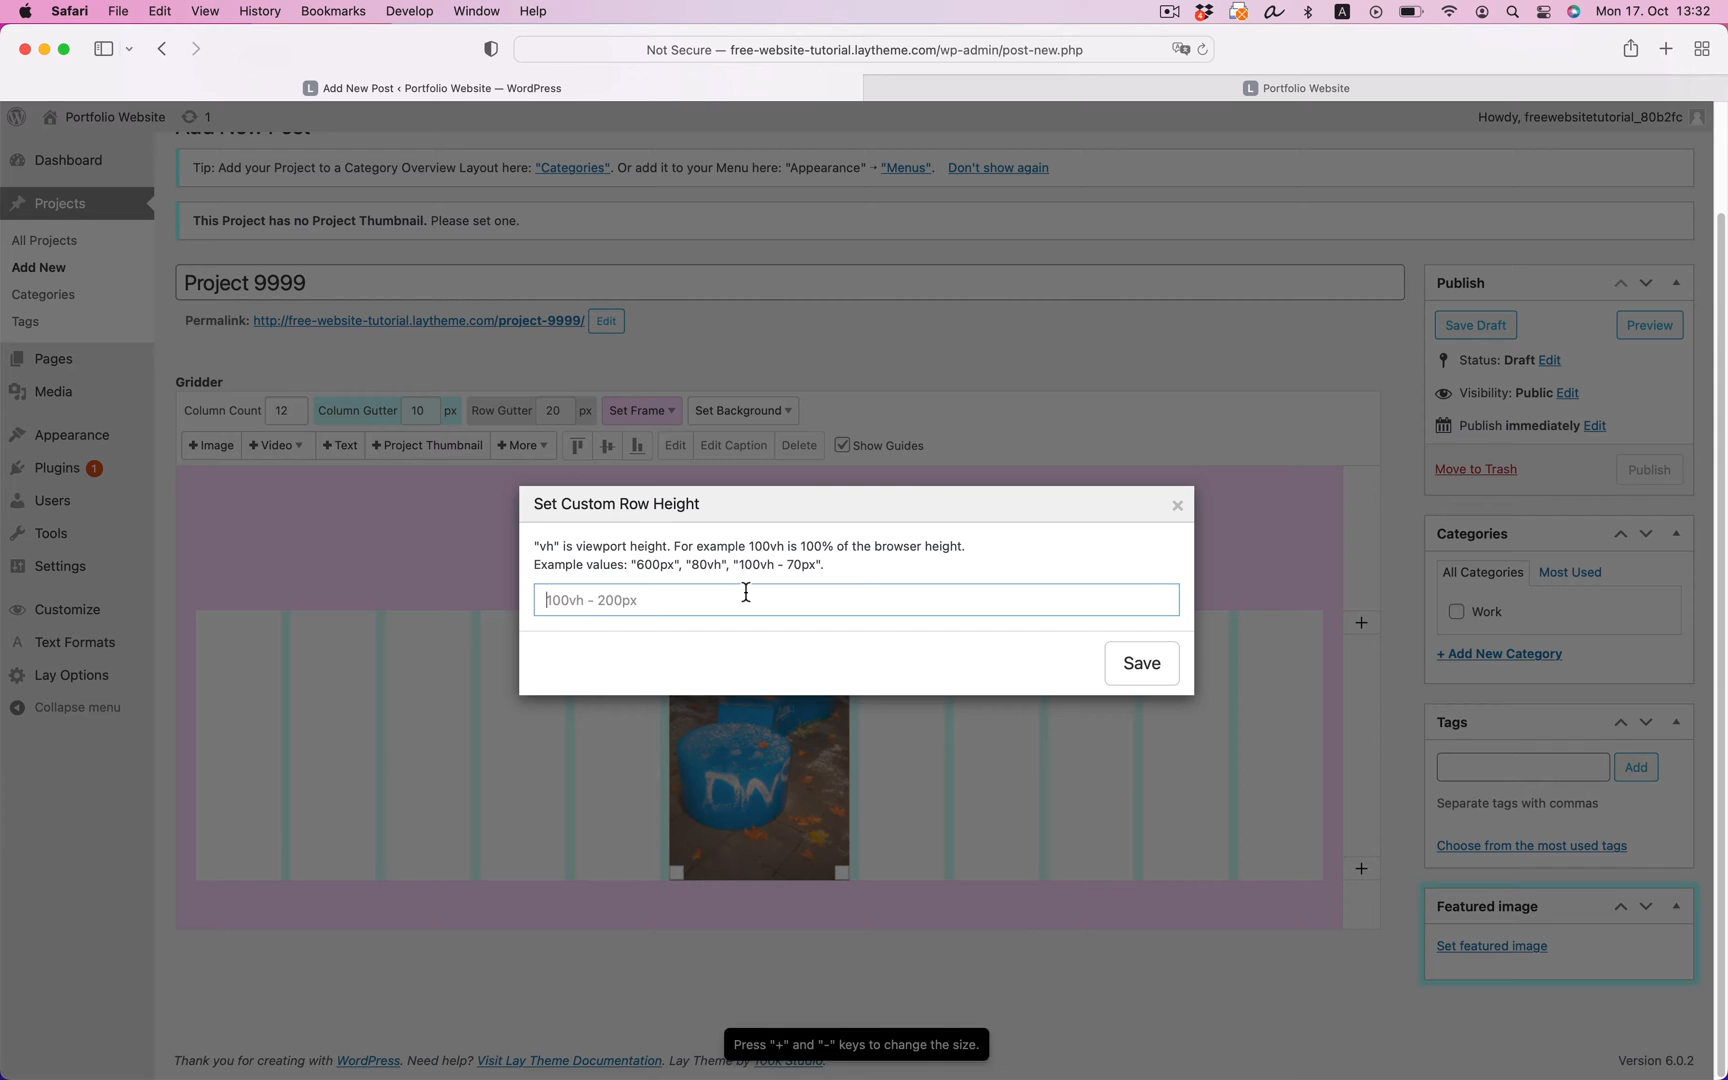 Safari File Edit View History Bookmarks Develop Window Help
4 A Mon 17. Oct 13:32
Not Secure — free-website-tutorial.laytheme.com/wp-admin/post-new.php
L Add New Post ‹ Portfolio Website — WordPress
L Portfolio Website
Portfolio Website 1
Howdy, freewebsitetutorial_80b2fc
Add New Post
Dashboard
Tip: Add your Project to a Category Overview Layout here: "Categories". Or add it to your Menu here: "Appearance" → "Menus". Don't show again
Projects
This Project has no Project Thumbnail. Please set one.
All Projects
Add New
Categories
Tags
Pages
Media
Appearance
Plugins 1
Users
Tools
Settings
Customize
A Text Formats
Lay Options
Collapse menu
Project 9999
Permalink: http://free-website-tutorial.laytheme.com/project-9999/ Edit
Gridder
Column Count 12 Column Gutter 10 px Row Gutter 20 px Set Frame Set Background
+Image +Video +Text +Project Thumbnail +More Edit Edit Caption Delete Show Guides
Set Custom Row Height ×
"vh" is viewport height. For example 100vh is 100% of the browser height.
Example values: "600px", "80vh", "100vh - 70px".
100vh - 200px
Save
+
+
Publish
Save Draft Preview
Status: Draft Edit
Visibility: Public Edit
Publish immediately Edit
Move to Trash Publish
Categories
All Categories Most Used
Work
+ Add New Category
Tags
Add
Separate tags with commas
Choose from the most used tags
Featured image
Set featured image
Press "+" and "-" keys to change the size.
Thank you for creating with WordPress. Need help? Visit Lay Theme Documentation. Lay Theme by 100k Studio.
Version 6.0.2